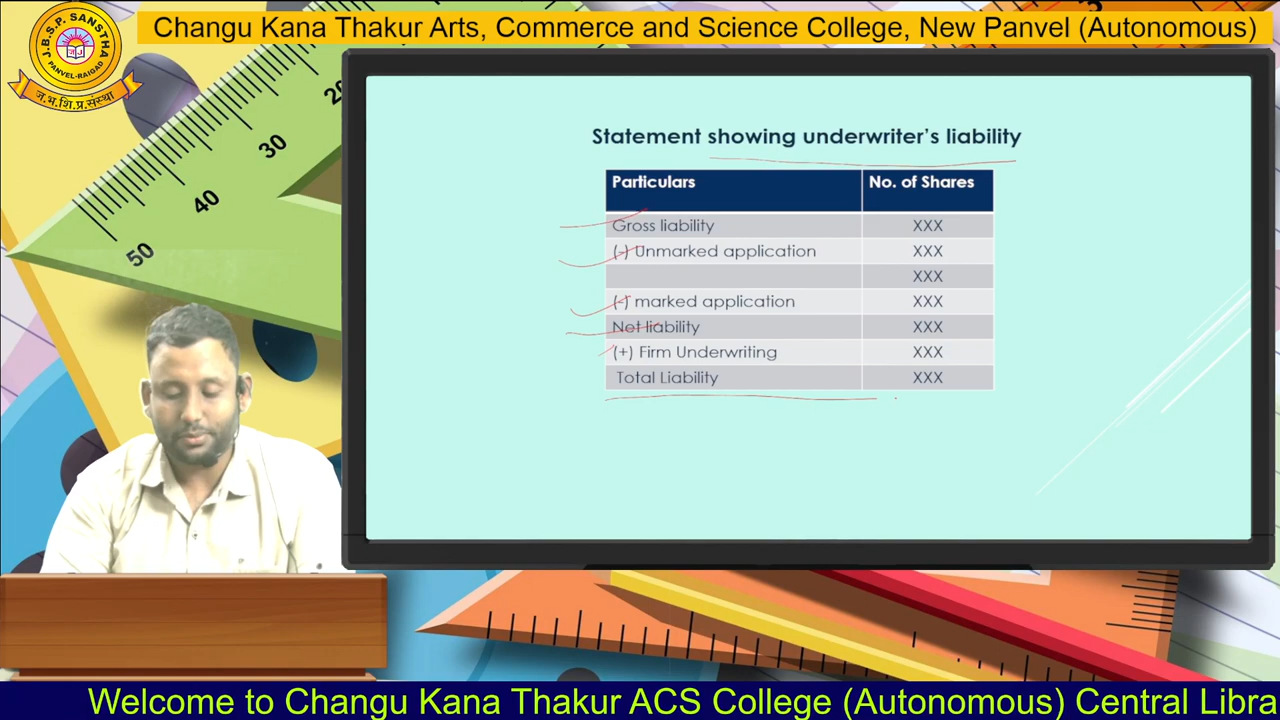 Changu Kana Thakur Arts, Commerce and Science College, New Panvel (Autonomous)
J.B.S.P. SANSTHA
PANVEL-RAIGAD
ज.भ.शि.प्र.संस्था
20
30
40
50
Statement showing underwriter's liability
Particulars No. of Shares
Gross liability XXX
(-) Unmarked application XXX
XXX
(-) marked application XXX
Net liability XXX
(+) Firm Underwriting XXX
Total Liability XXX
Welcome to Changu Kana Thakur ACS College (Autonomous) Central Libra